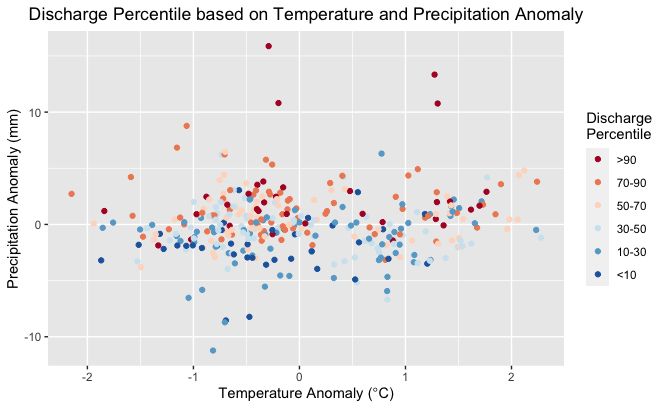 Discharge Percentile based on Temperature and Precipitation Anomaly
Precipitation Anomaly (mm)
10
0
-10
-2
-1
0
1
2
Temperature Anomaly (°C)
Discharge
Percentile
>90
70-90
50-70
30-50
10-30
<10